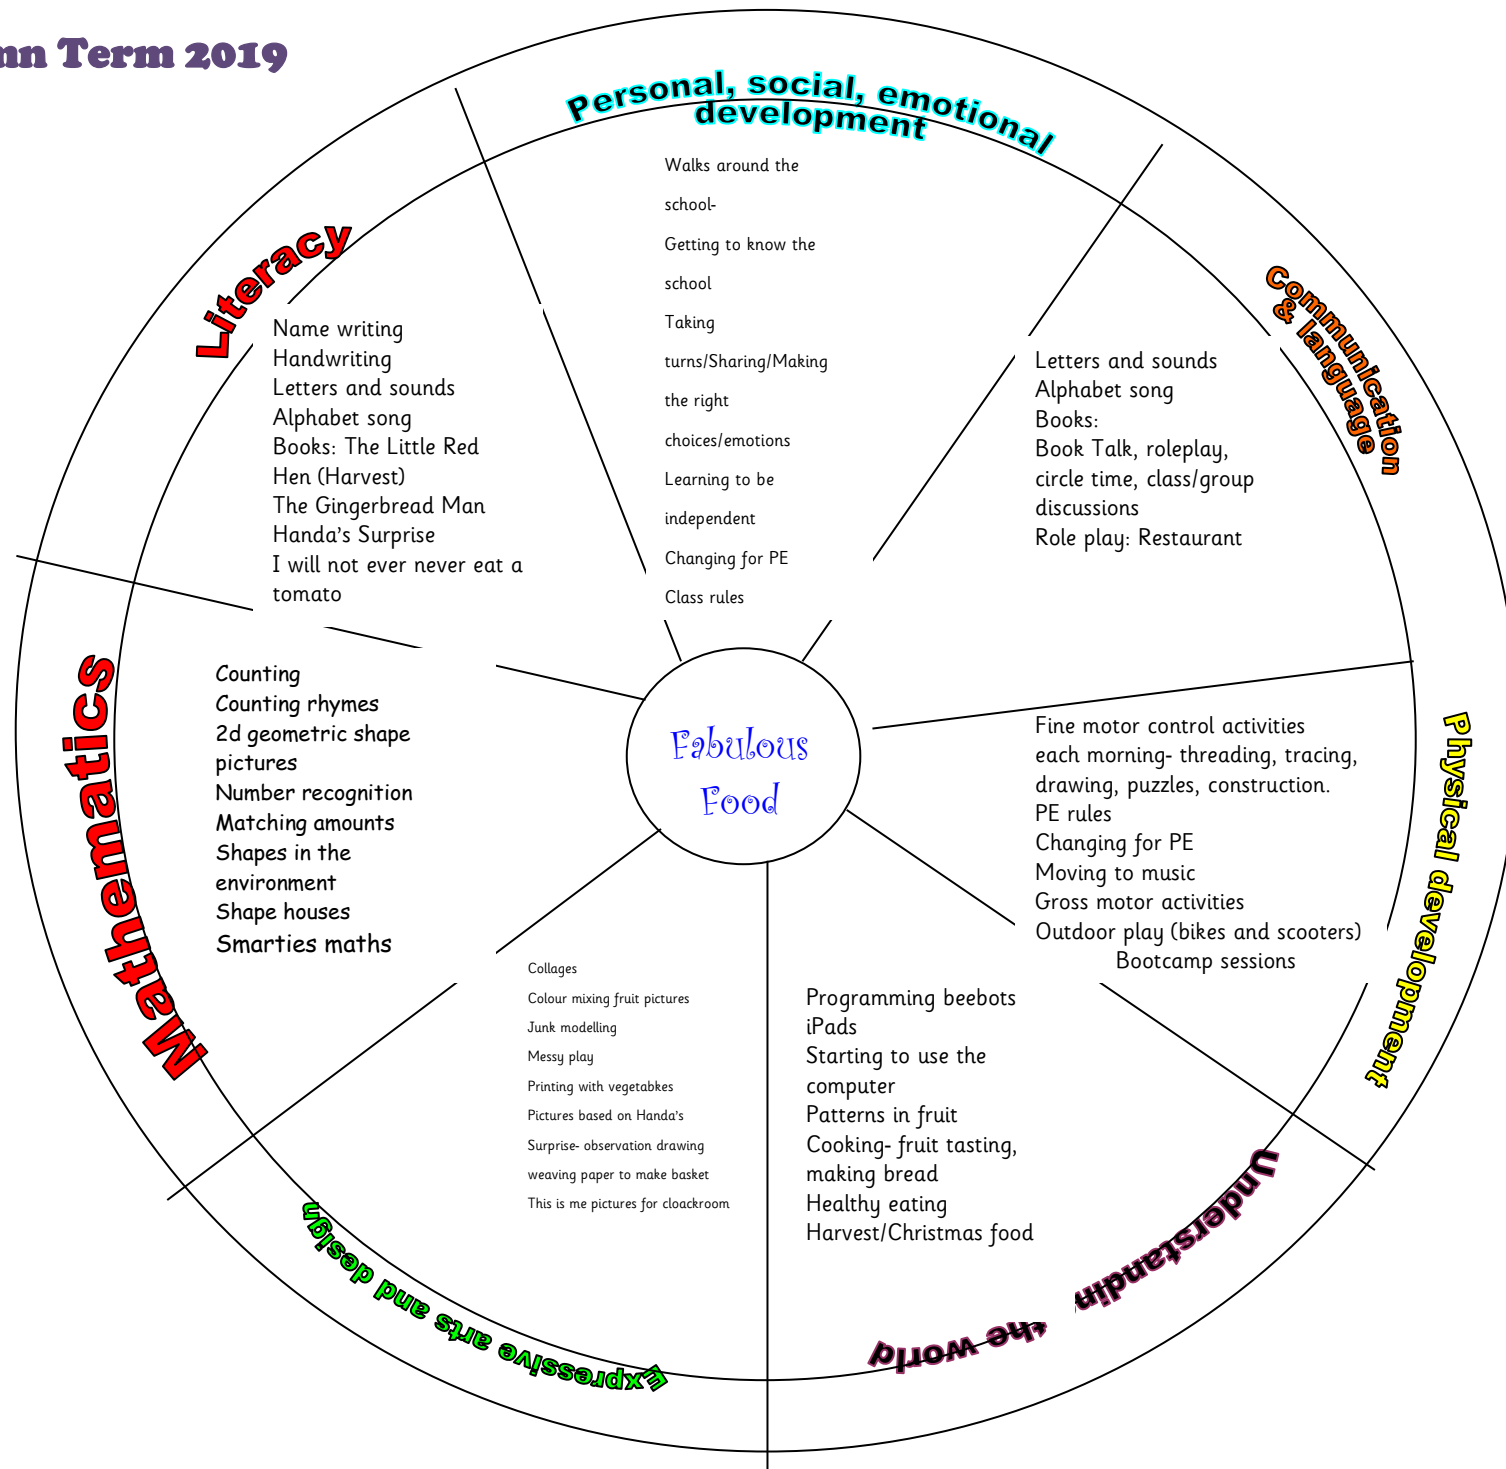 mn Term 2019
Personal, social, emotional
development
Walks around the
school-
Getting to know the
school
Taking
turns/Sharing/Making
the right
choices/emotions
Learning to be
independent
Changing for PE
Class rules
Communication
& language
Letters and sounds
Alphabet song
Books:
Book Talk, roleplay,
circle time, class/group
discussions
Role play: Restaurant
Physical development
Fine motor control activities
each morning- threading, tracing,
drawing, puzzles, construction.
PE rules
Changing for PE
Moving to music
Gross motor activities
Outdoor play (bikes and scooters)
Bootcamp sessions
Understandin
the world
Programming beebots
iPads
Starting to use the
computer
Patterns in fruit
Cooking- fruit tasting,
making bread
Healthy eating
Harvest/Christmas food
Expressive arts and design
Collages
Colour mixing fruit pictures
Junk modelling
Messy play
Printing with vegetabkes
Pictures based on Handa's
Surprise- observation drawing
weaving paper to make basket
This is me pictures for cloackroom
Mathematics
Counting
Counting rhymes
2d geometric shape
pictures
Number recognition
Matching amounts
Shapes in the
environment
Shape houses
Smarties maths
Literacy
Name writing
Handwriting
Letters and sounds
Alphabet song
Books: The Little Red
Hen (Harvest)
The Gingerbread Man
Handa's Surprise
I will not ever never eat a
tomato
Fabulous
Food